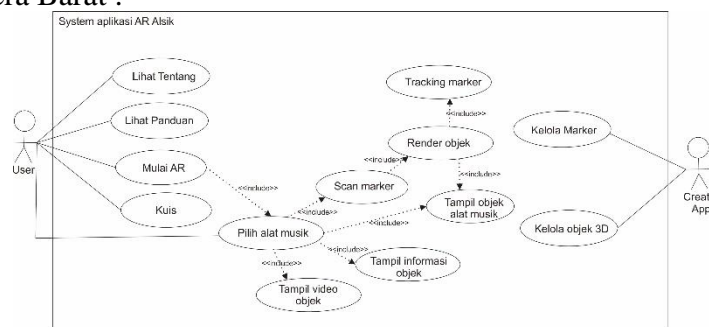 era Barat :
System aplikasi AR Alsik
Lihat Tentang
Lihat Panduan
Mulai AR
Kuis
User
<<include>>
Pilih alat musik
<<include>>
Scan marker
<<include>>
Render objek
<<include>>
Tracking marker
<<include>>
Tampil objek
alat musik
<<include>>
<<include>>
Tampil informasi
objek
<<include>>
Tampil video
objek
Kelola Marker
Kelola objek 3D
Creat
App